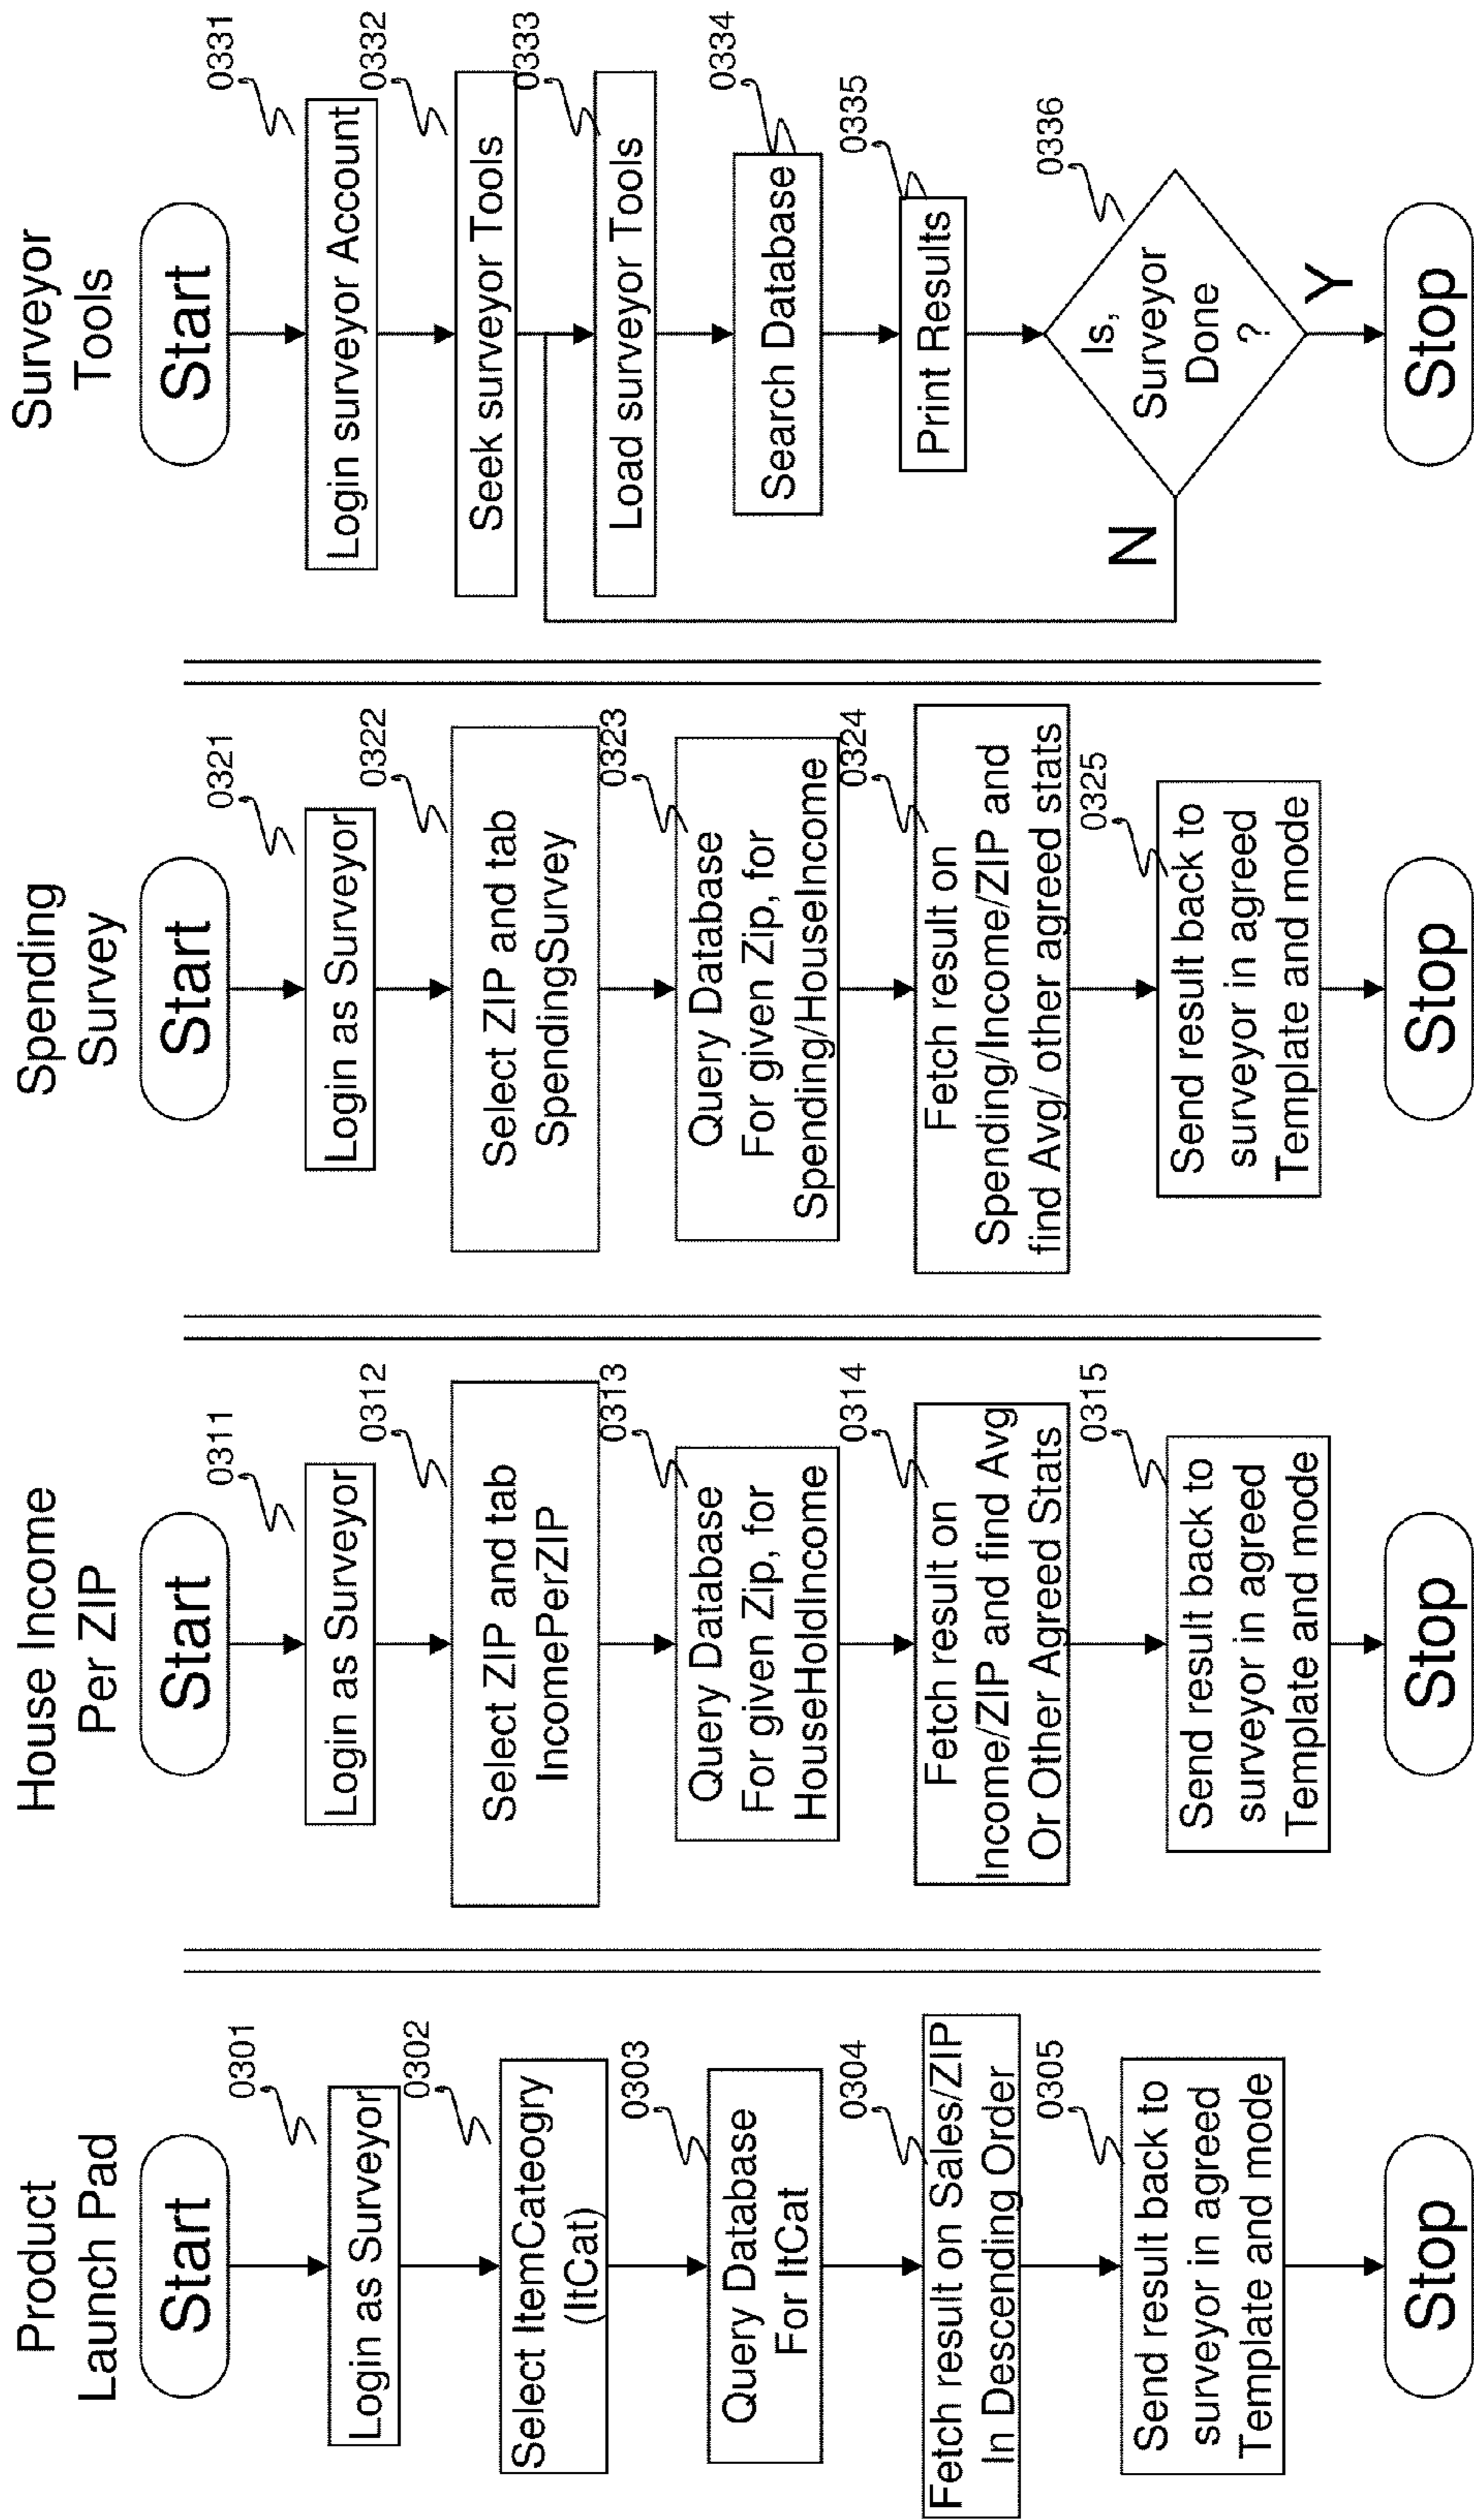 Product
Launch Pad
Start
0301
Login as Surveyor
0302
Select ItemCateogry
(ItCat)
0303
Query Database
For ItCat
0304
Fetch result on Sales/ZIP
In Descending Order
0305
Send result back to
surveyor in agreed
Template and mode
Stop
House Income
Per ZIP
Start
0311
Login as Surveyor
0312
Select ZIP and tab
IncomePerZIP
0313
Query Database
For given Zip, for
HouseHoldIncome
0314
Fetch result on
Income/ZIP and find Avg
Or Other Agreed Stats
0315
Send result back to
surveyor in agreed
Template and mode
Stop
Spending
Survey
Start
0321
Login as Surveyor
0322
Select ZIP and tab
SpendingSurvey
0323
Query Database
For given Zip, for
Spending/HouseIncome
0324
Fetch result on
Spending/Income/ZIP and
find Avg/ other agreed stats
0325
Send result back to
surveyor in agreed
Template and mode
Stop
Surveyor
Tools
Start
0331
Login surveyor Account
0332
Seek surveyor Tools
0333
Load surveyor Tools
0334
Search Database
0335
Print Results
0336
Is,
Surveyor
Done
?
N
Y
Stop